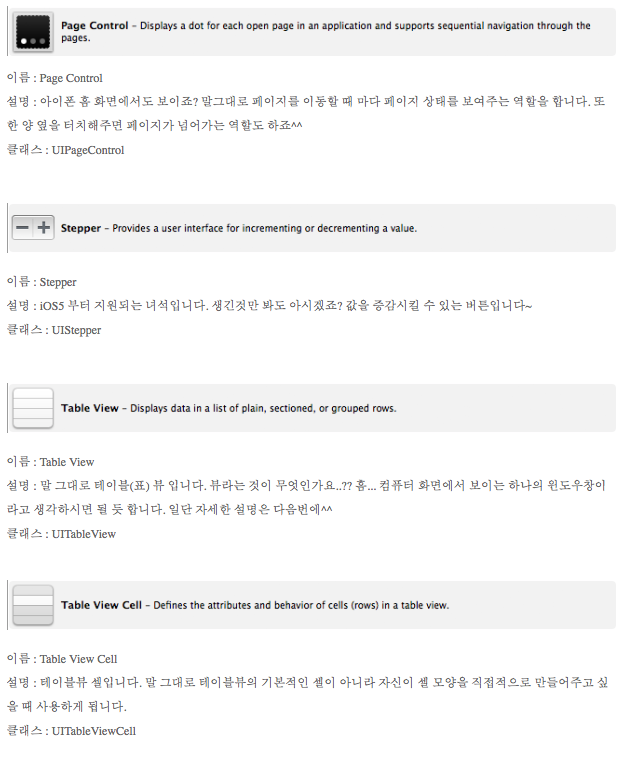 Page Control – Displays a dot for each open page in an application and supports sequential navigation through the
pages.
이름 : Page Control
설명 : 아이폰 홈 화면에서도 보이죠? 말그대로 페이지를 이동할 때 마다 페이지 상태를 보여주는 역할을 합니다. 또
한 양 옆을 터치해주면 페이지가 넘어가는 역할도 하죠^^
클래스 : UIPageControl
Stepper – Provides a user interface for incrementing or decrementing a value.
이름 : Stepper
설명 : iOS5 부터 지원되는 녀석입니다. 생긴것만 봐도 아시겠죠? 값을 증감시킬 수 있는 버튼입니다~
클래스 : UIStepper
Table View – Displays data in a list of plain, sectioned, or grouped rows.
이름 : Table View
설명 : 말 그대로 테이블(표) 뷰 입니다. 뷰라는 것이 무엇인가요..?? 흠... 컴퓨터 화면에서 보이는 하나의 윈도우창이
라고 생각하시면 될 듯 합니다. 일단 자세한 설명은 다음번에^^
클래스 : UITableView
Table View Cell – Defines the attributes and behavior of cells (rows) in a table view.
이름 : Table View Cell
설명 : 테이블뷰 셀입니다. 말 그대로 테이블뷰의 기본적인 셀이 아니라 자신이 셀 모양을 직접적으로 만들어주고 싶
을 때 사용하게 됩니다.
클래스 : UITableViewCell